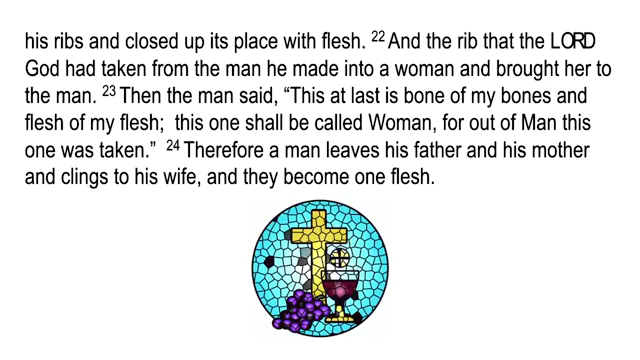 his ribs and closed up its place with flesh. 22 And the rib that the LORD
God had taken from the man he made into a woman and brought her to
the man. 23 Then the man said, “This at last is bone of my bones and
flesh of my flesh;  this one shall be called Woman, for out of Man this
one was taken.”  24 Therefore a man leaves his father and his mother
and clings to his wife, and they become one flesh.